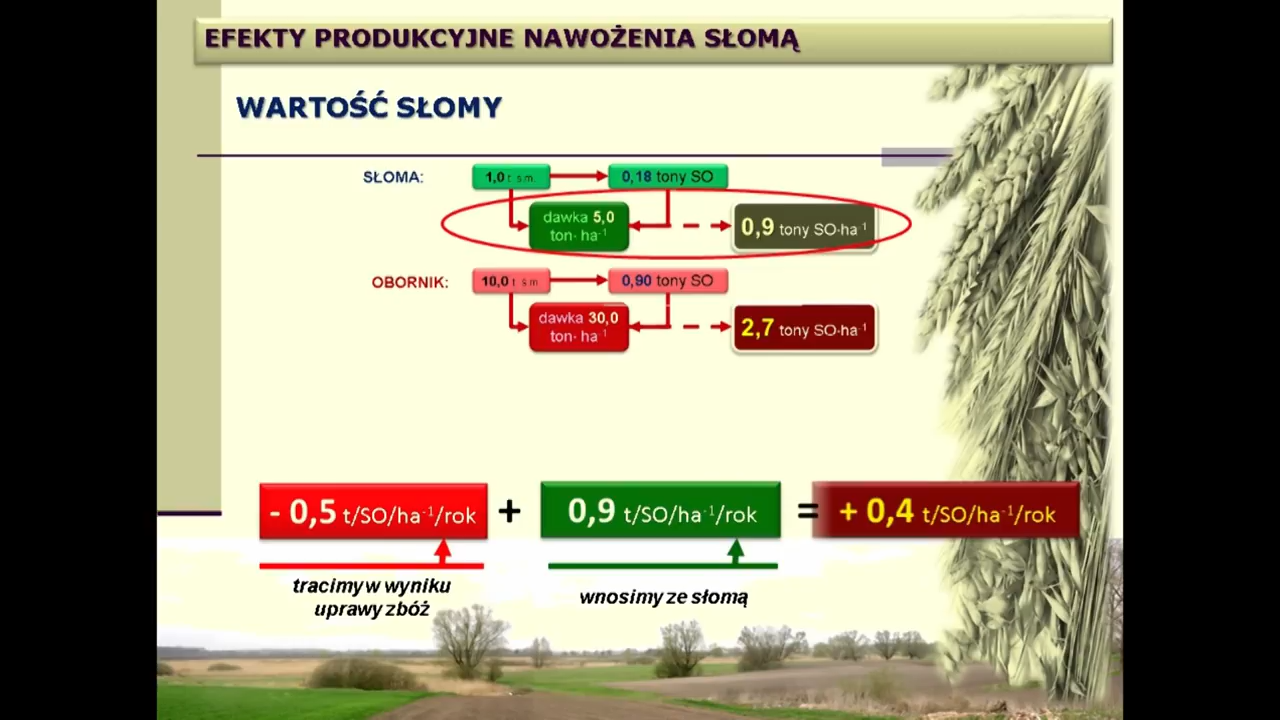 EFEKTY PRODUKCYJNE NAWOŻENIA SŁOMĄ
WARTOŚĆ SŁOMY
SŁOMA:
1,0 t s.m.
0,18 tony SO
dawka 5,0
ton· ha-1
0,9 tony SO·ha-1
OBORNIK:
10,0 t ś m
0,90 tony SO
dawka 30,0
ton· ha-1
2,7 tony SO·ha-1
- 0,5 t/SO/ha-1/rok + 0,9 t/SO/ha-1/rok = + 0,4 t/SO/ha-1/rok
tracimy w wyniku
uprawy zbóż
wnosimy ze słomą